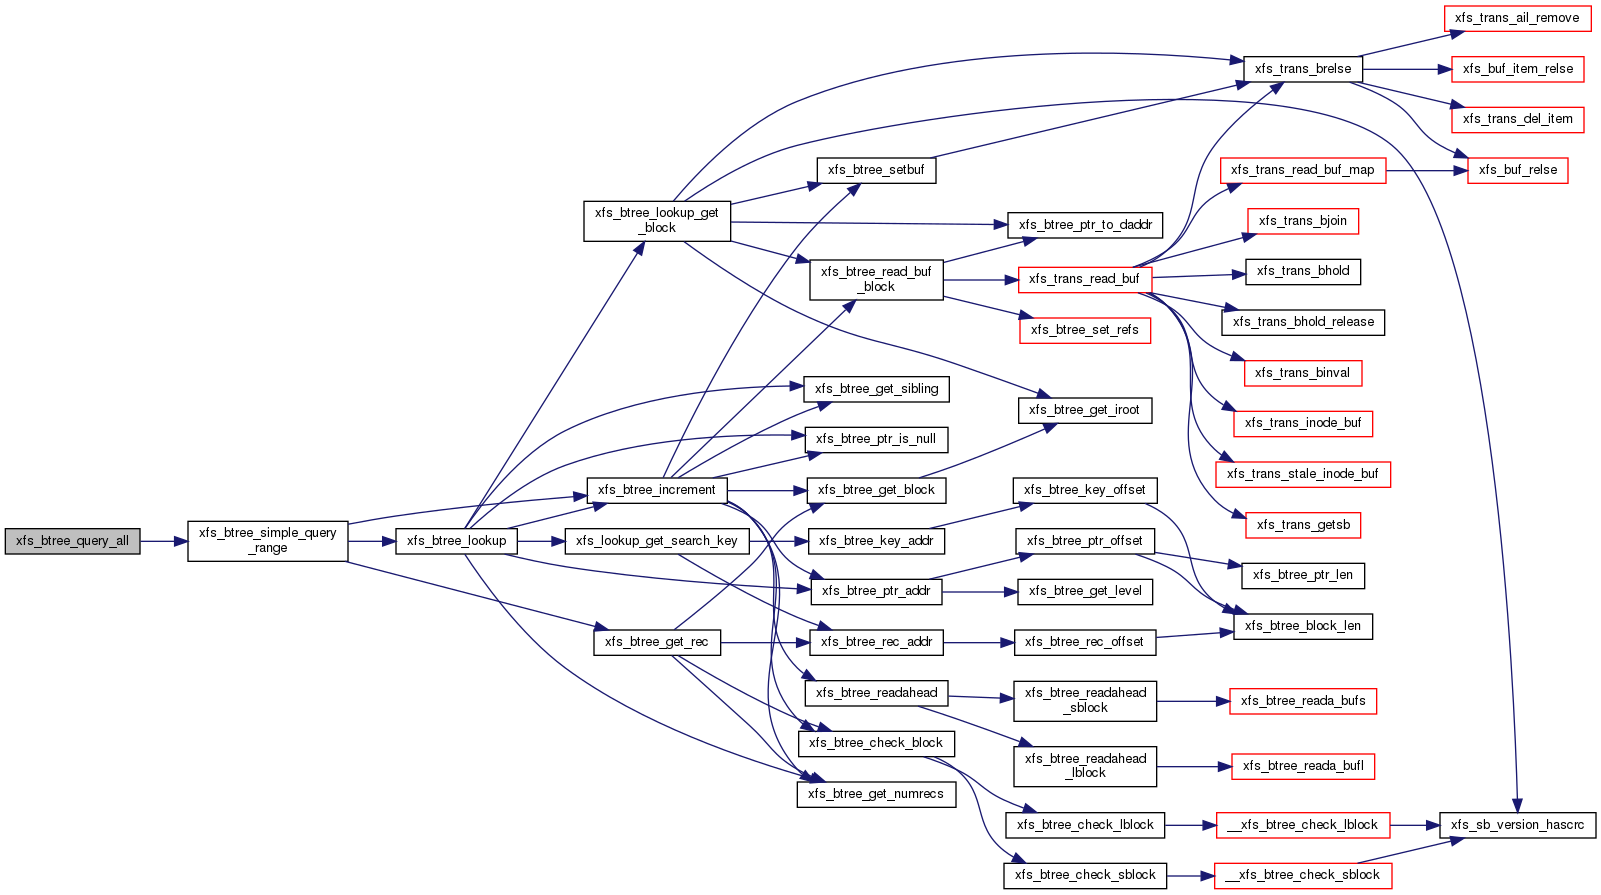 xfs_btree_query_all
xfs_btree_simple_query
_range
xfs_btree_lookup
xfs_btree_lookup_get
_block
xfs_btree_increment
xfs_lookup_get_search_key
xfs_btree_get_rec
xfs_btree_setbuf
xfs_btree_read_buf
_block
xfs_btree_get_sibling
xfs_btree_ptr_is_null
xfs_btree_get_block
xfs_btree_key_addr
xfs_btree_ptr_addr
xfs_btree_rec_addr
xfs_btree_readahead
xfs_btree_check_block
xfs_btree_get_numrecs
xfs_btree_ptr_to_daddr
xfs_trans_read_buf
xfs_btree_set_refs
xfs_btree_get_iroot
xfs_btree_key_offset
xfs_btree_ptr_offset
xfs_btree_get_level
xfs_btree_rec_offset
xfs_btree_readahead
_sblock
xfs_btree_readahead
_lblock
xfs_btree_check_lblock
xfs_btree_check_sblock
xfs_trans_brelse
xfs_trans_read_buf_map
xfs_trans_bjoin
xfs_trans_bhold
xfs_trans_bhold_release
xfs_trans_binval
xfs_trans_inode_buf
xfs_trans_stale_inode_buf
xfs_trans_getsb
xfs_btree_ptr_len
xfs_btree_block_len
xfs_btree_reada_bufs
xfs_btree_reada_bufl
__xfs_btree_check_lblock
__xfs_btree_check_sblock
xfs_trans_ail_remove
xfs_buf_item_relse
xfs_trans_del_item
xfs_buf_relse
xfs_sb_version_hascrc